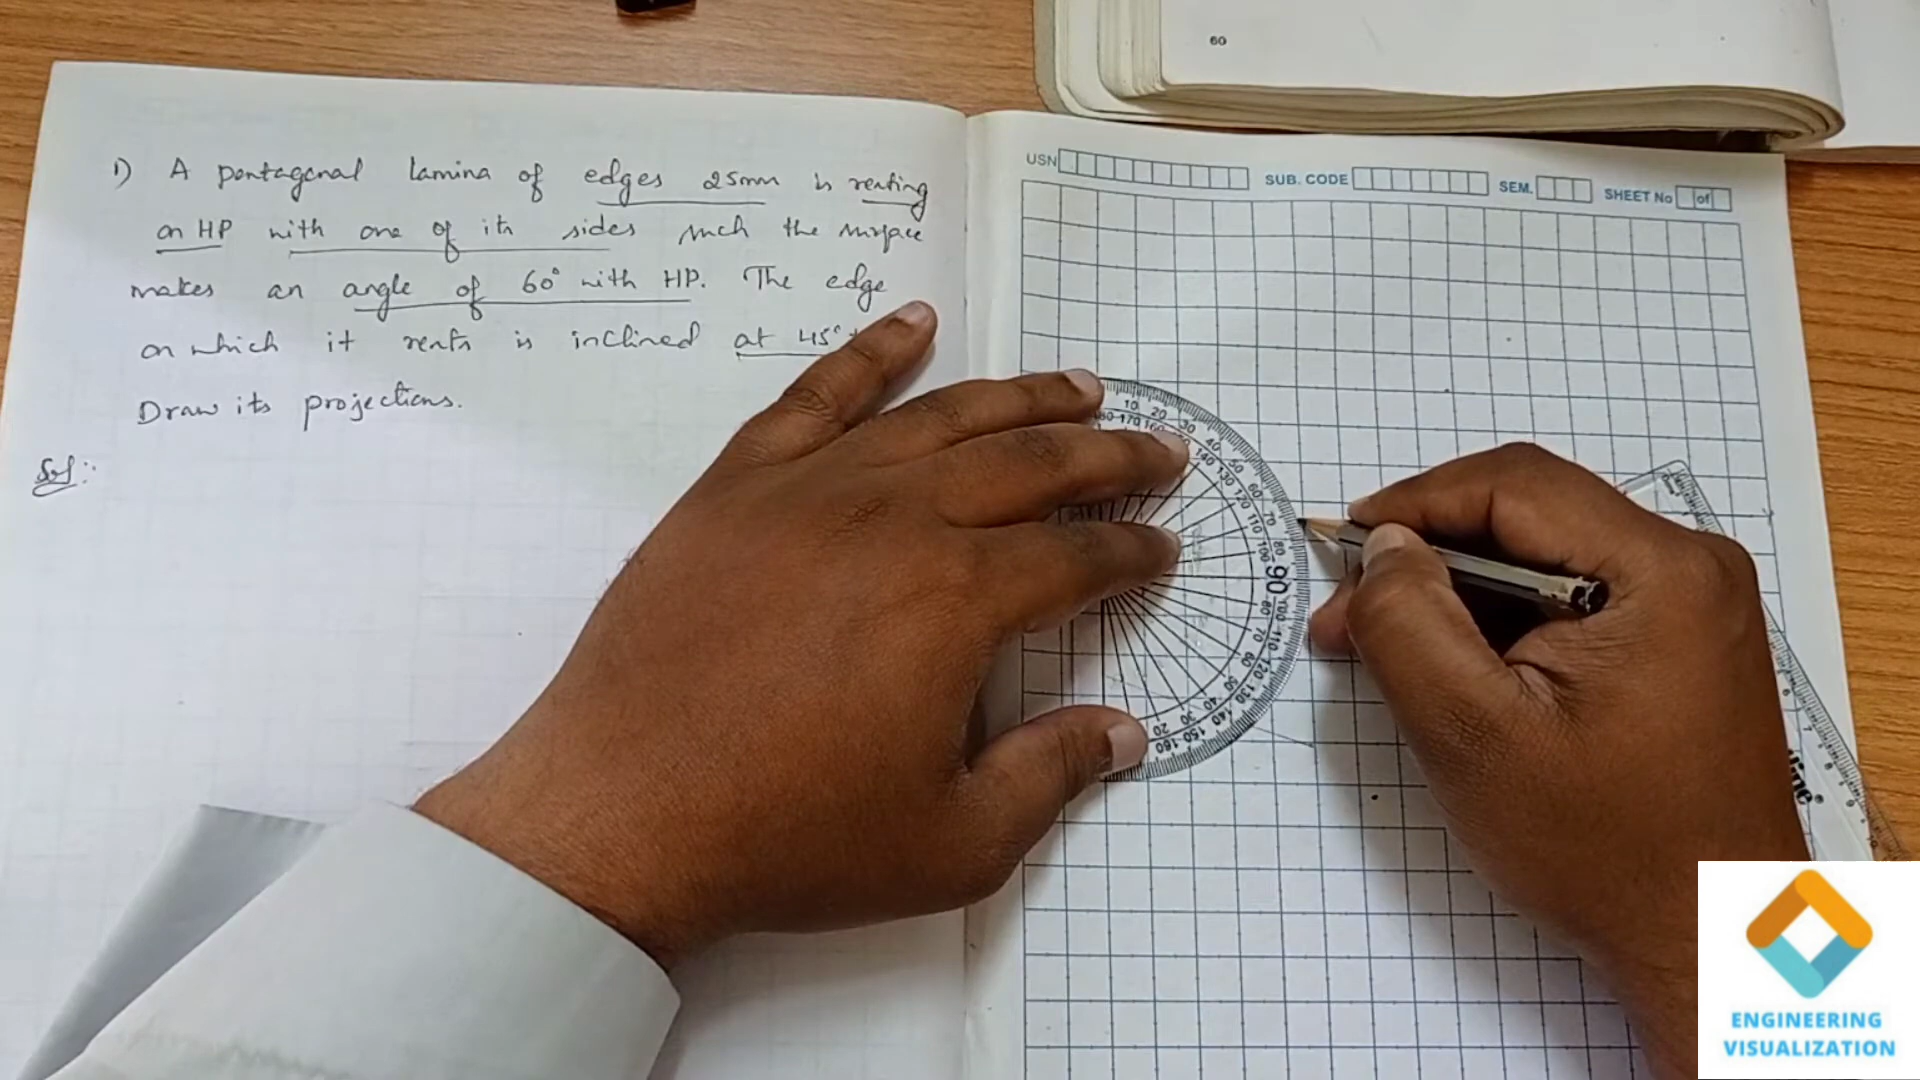 1) A pentagonal lamina of edges 25mm is resting
on HP with one of its sides such the surface
makes an angle of 60° with HP. The edge
on which it rests is inclined at 45°
Draw its projections.
Sol:-
60
USN
SUB. CODE
SEM.
SHEET No of
ENGINEERING
VISUALIZATION